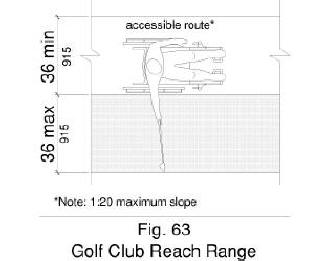 accessible route*
36 min
915
36 max
915
*Note: 1:20 maximum slope
Fig. 63
Golf Club Reach Range